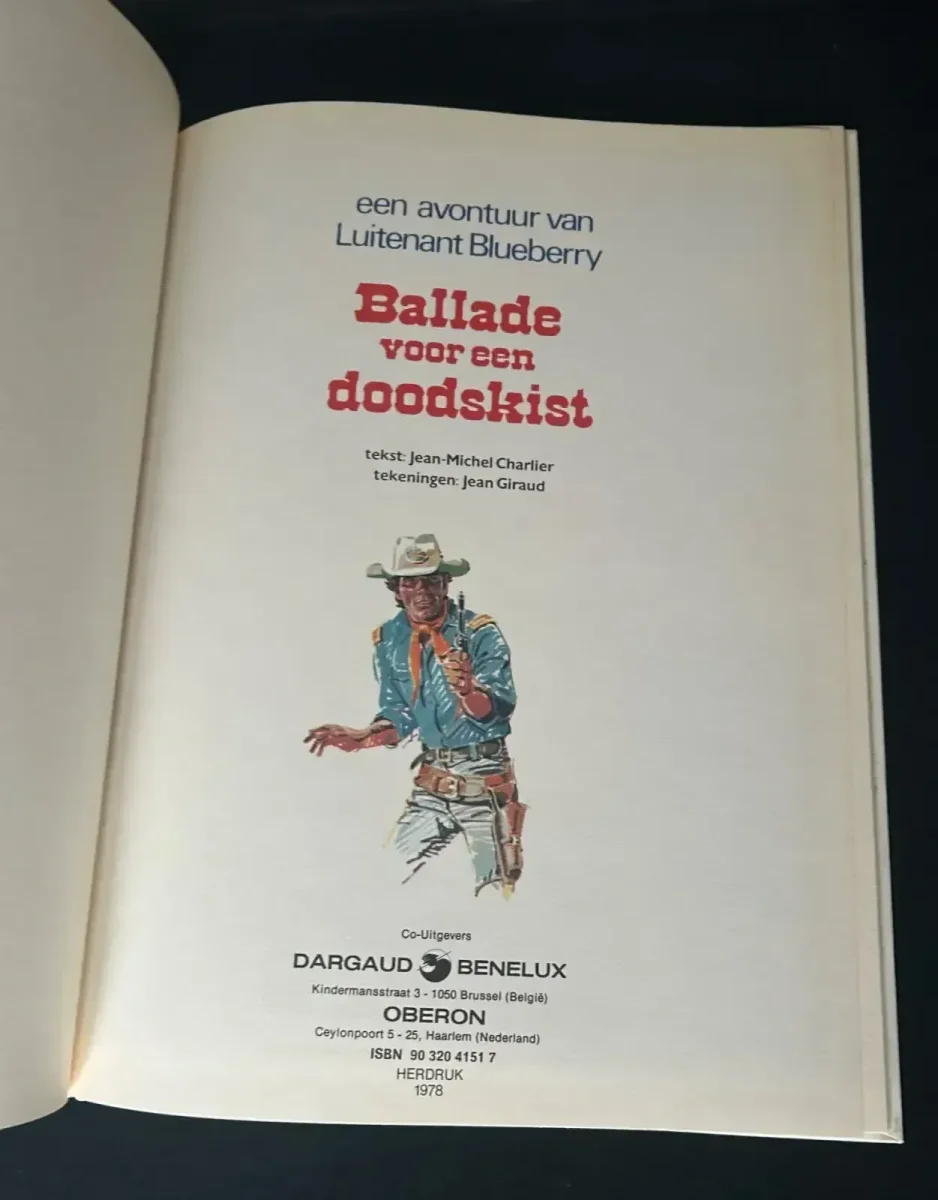 een avontuur van
Luitenant Blueberry
Ballade
voor een
doodskist
tekst: Jean-Michel Charlier
tekeningen: Jean Giraud
Co-Uitgevers
DARGAUD BENELUX
Kindermansstraat 3 - 1050 Brussel (België)
OBERON
Ceylonpoort 5 - 25, Haarlem (Nederland)
ISBN 90 320 4151 7
HERDRUK
1978